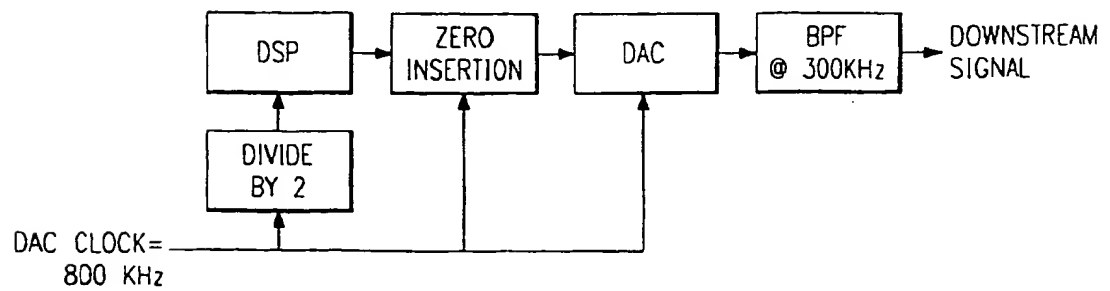 DSP
ZERO
INSERTION
DAC
BPF
@ 300KHz
DOWNSTREAM
SIGNAL
DIVIDE
BY 2
DAC CLOCK=
800 KHz